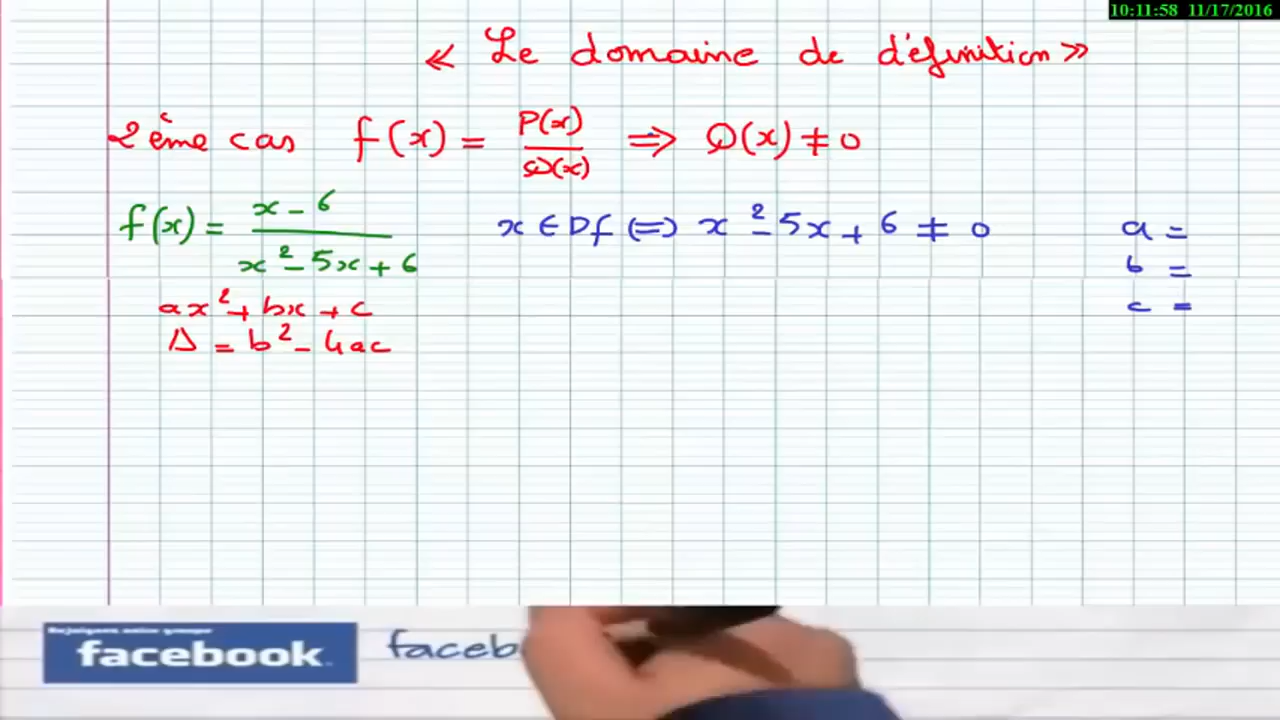 10:11:58 11/17/2016
« Le domaine de définition »
2ème cas f(x) = P(x)/Q(x) ⇒ Q(x) ≠ 0
f(x) = x - 6 / x² - 5x + 6
x ∈ Df ⇔ x² - 5x + 6 ≠ 0
ax² + bx + c
Δ = b² - 4ac
a =
b =
c =
facebook.
faceb